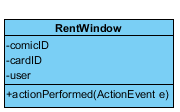 RentWindow
-comicID
-cardID
-user
+actionPerformed(ActionEvent e)